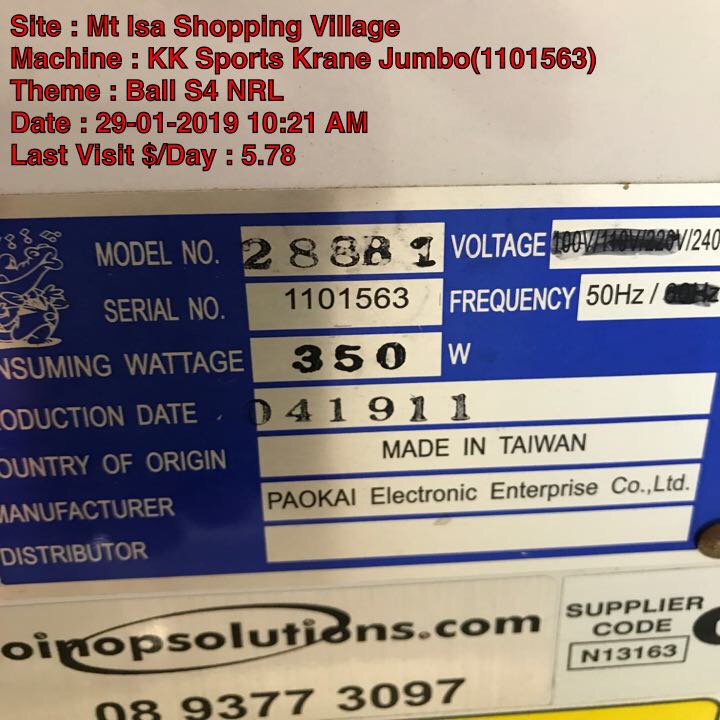 Site : Mt Isa Shopping Village
Machine : KK Sports Krane Jumbo(1101563)
Theme : Ball S4 NRL
Date : 29-01-2019 10:21 AM
Last Visit $/Day : 5.78
MODEL NO. 28881 VOLTAGE 100V/110V/220V/240
SERIAL NO. 1101563 FREQUENCY 50Hz / 60Hz
NSUMING WATTAGE 350 W
ODUCTION DATE 041911
OUNTRY OF ORIGIN MADE IN TAIWAN
MANUFACTURER PAOKAI Electronic Enterprise Co.,Ltd.
DISTRIBUTOR
oinopsolutions.com
08 9377 3097
SUPPLIER
CODE
N13163